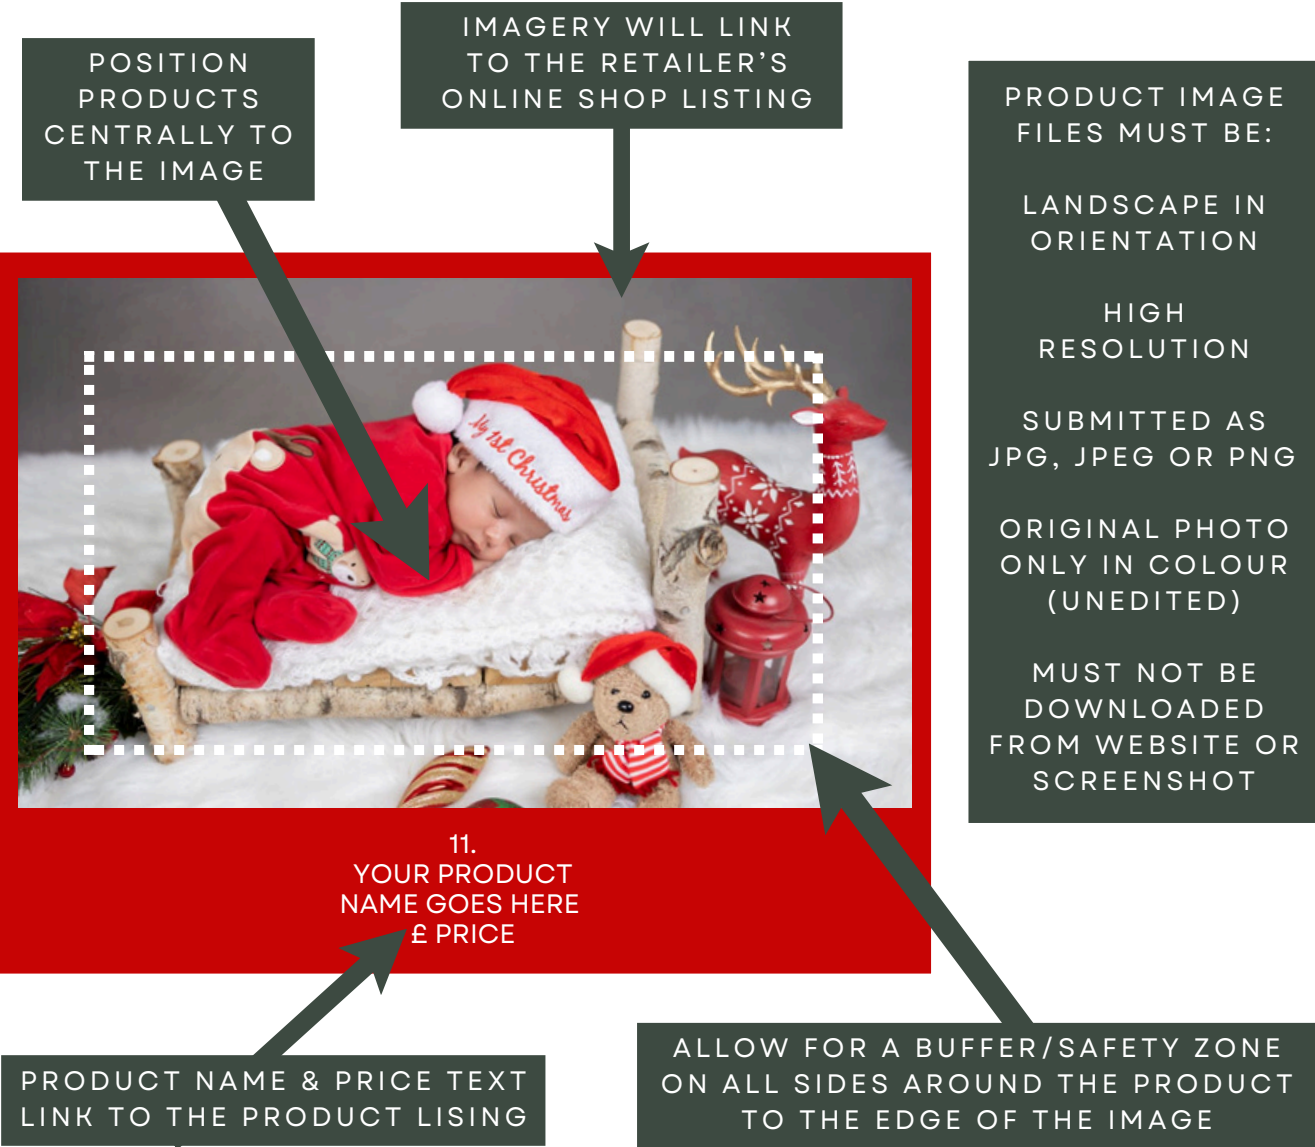 POSITION
PRODUCTS
CENTRALLY TO
THE IMAGE
IMAGERY WILL LINK
TO THE RETAILER’S
ONLINE SHOP LISTING
PRODUCT IMAGE
FILES MUST BE:
LANDSCAPE IN
ORIENTATION
HIGH
RESOLUTION
SUBMITTED AS
JPG, JPEG OR PNG
ORIGINAL PHOTO
ONLY IN COLOUR
(UNEDITED)
MUST NOT BE
DOWNLOADED
FROM WEBSITE OR
SCREENSHOT
My 1st Christmas
11.
YOUR PRODUCT
NAME GOES HERE
£ PRICE
PRODUCT NAME & PRICE TEXT
LINK TO THE PRODUCT LISING
ALLOW FOR A BUFFER/SAFETY ZONE
ON ALL SIDES AROUND THE PRODUCT
TO THE EDGE OF THE IMAGE